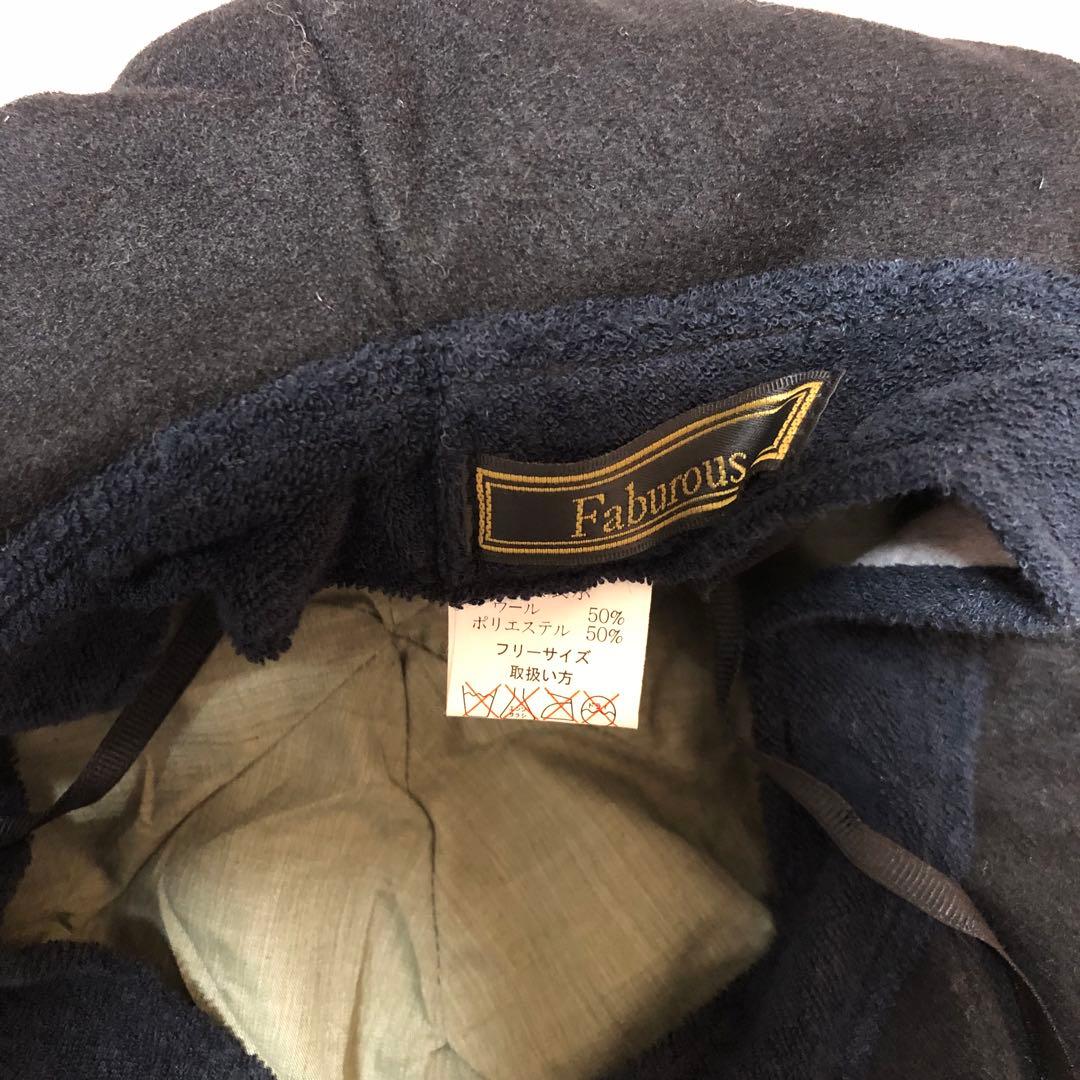 Faburous
ウール 50%
ポリエステル 50%
フリーサイズ
取扱い方